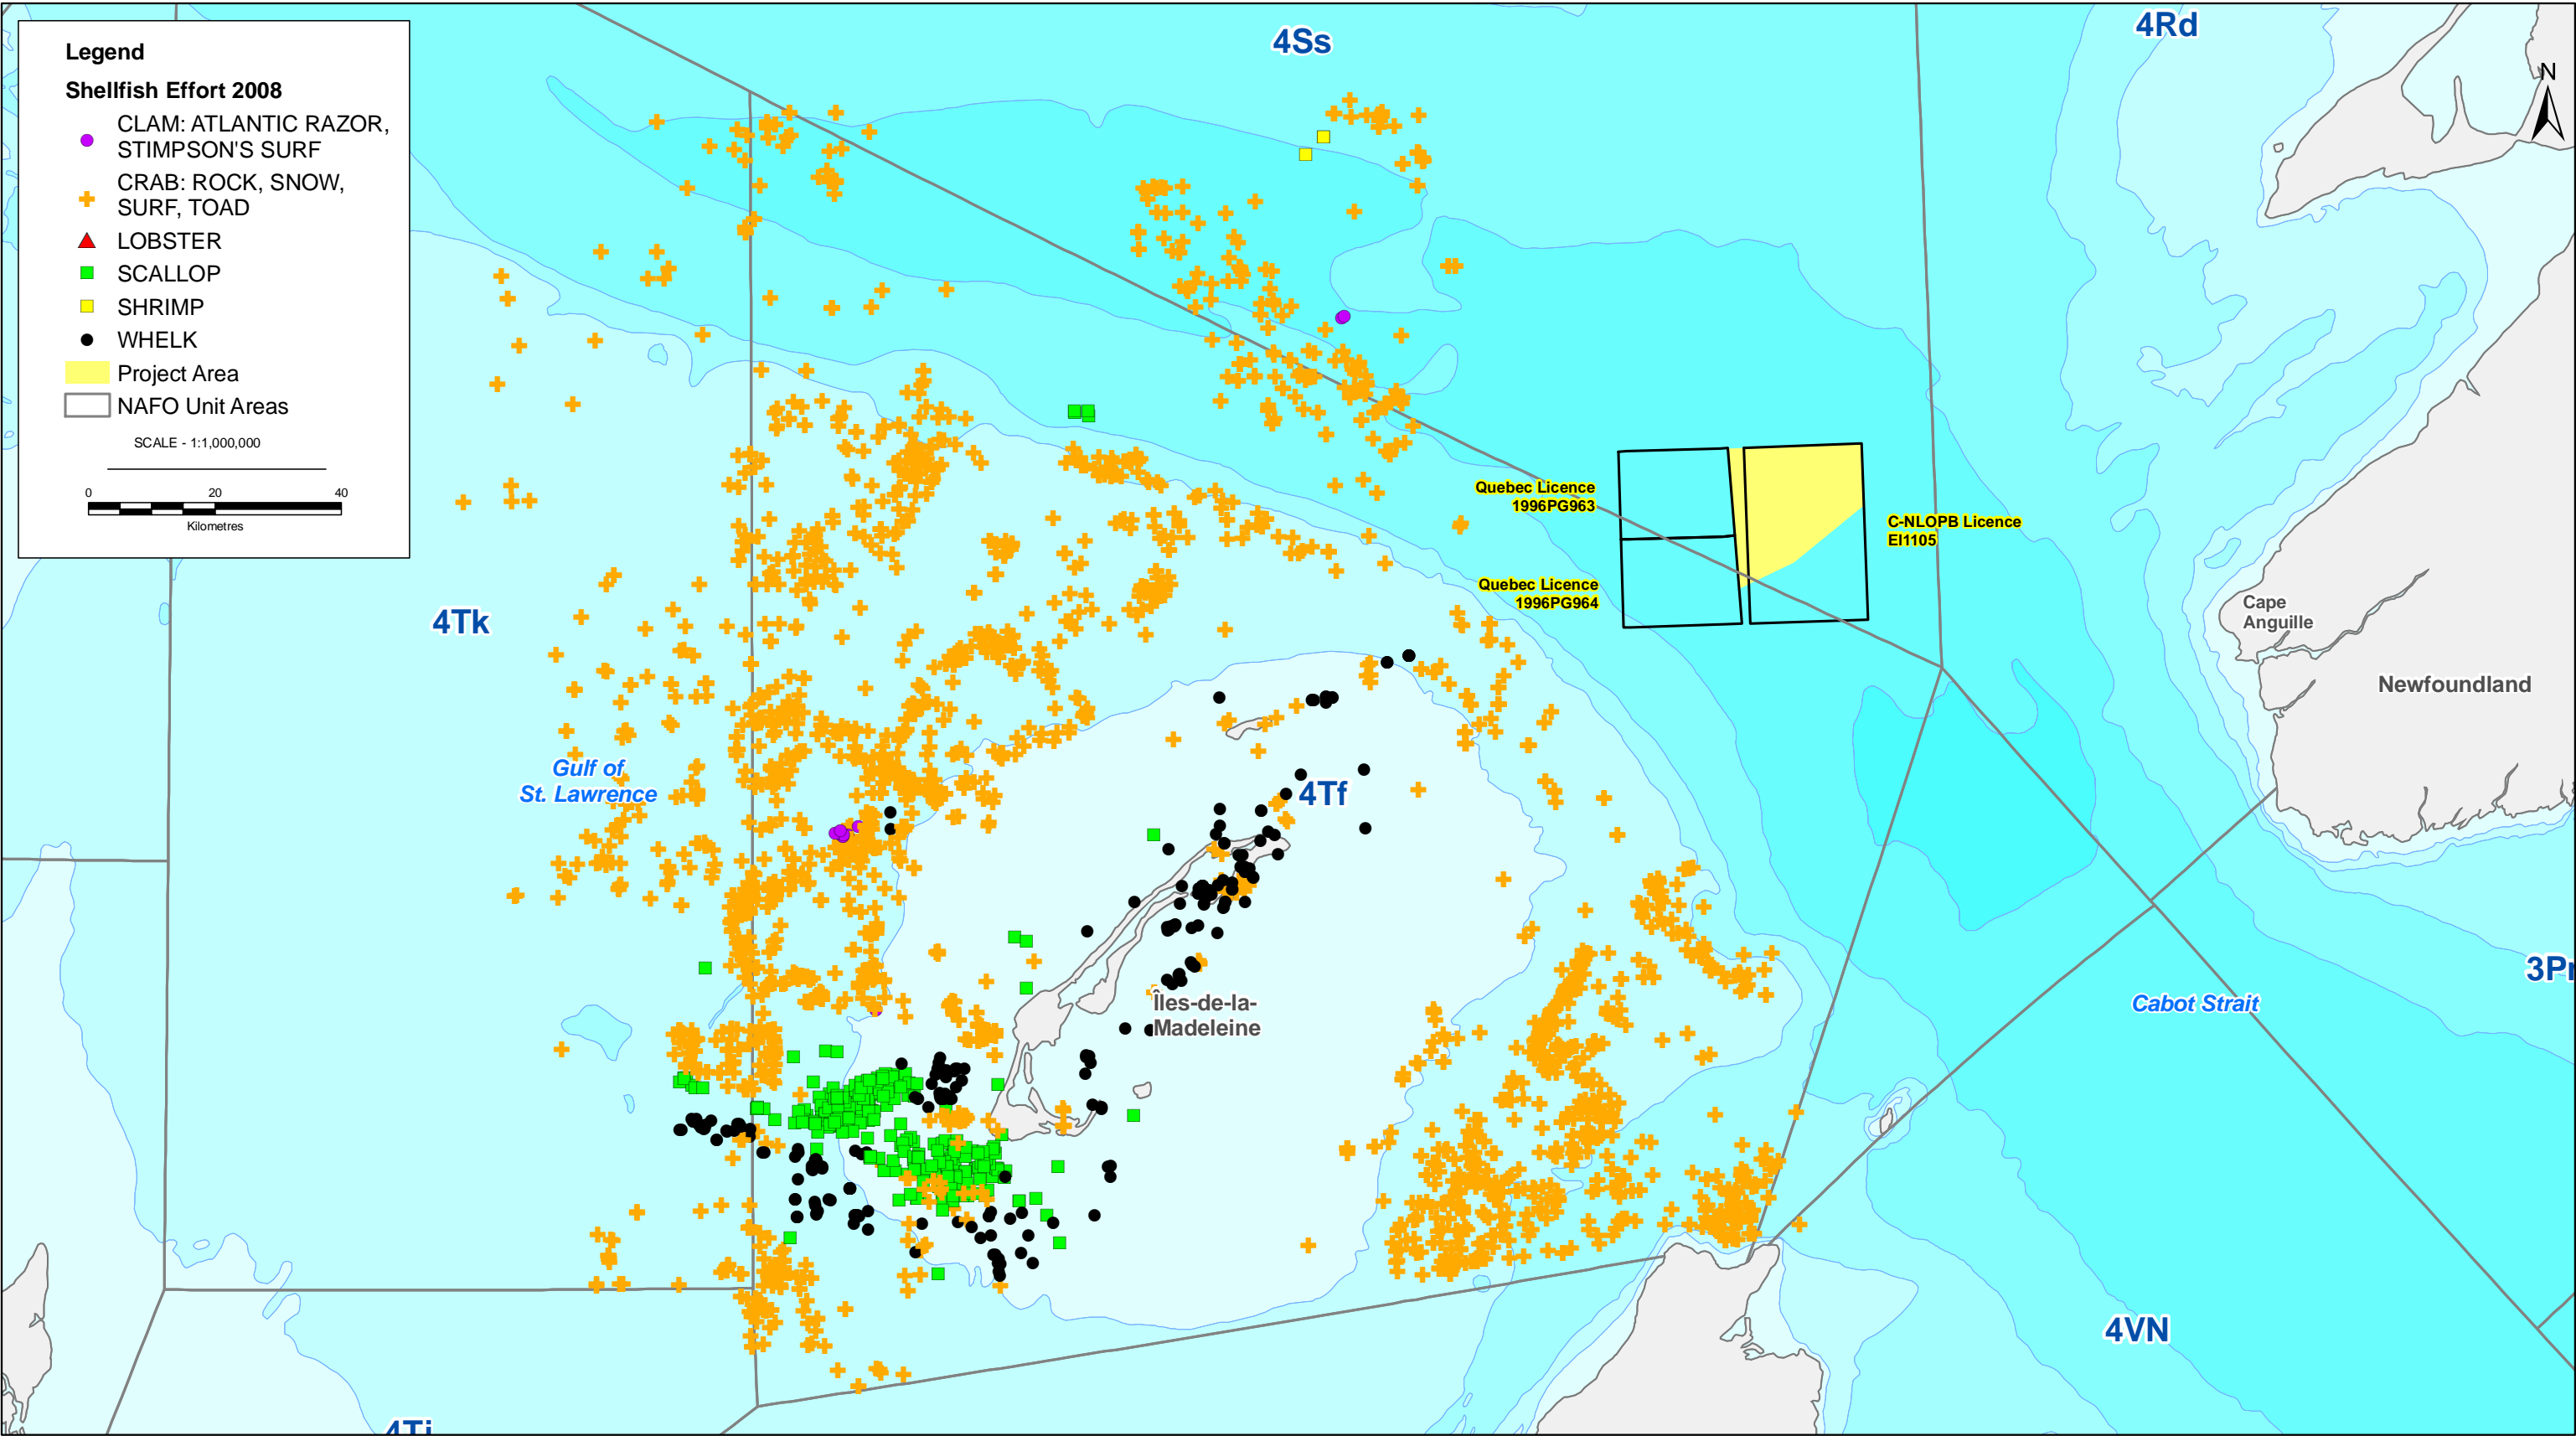 Legend
Shellfish Effort 2008
CLAM: ATLANTIC RAZOR,
STIMPSON'S SURF
CRAB: ROCK, SNOW,
SURF, TOAD
LOBSTER
SCALLOP
SHRIMP
WHELK
Project Area
NAFO Unit Areas
SCALE - 1:1,000,000
0 20 40
Kilometres
4Ss
4Rd
N
Quebec Licence
1996PG963
C-NLOPB Licence
EI1105
Quebec Licence
1996PG964
4Tk
Cape
Anguille
Newfoundland
Gulf of
St. Lawrence
4Tf
3Pn
Îles-de-la-
Madeleine
Cabot Strait
4VN